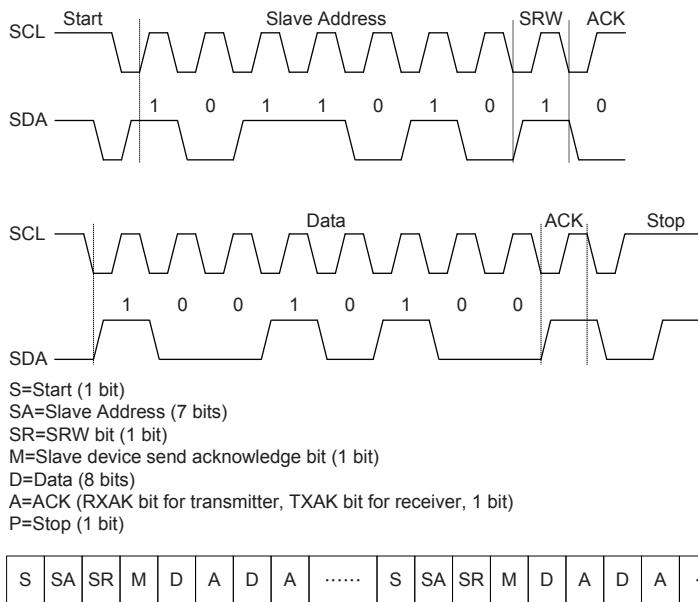 Start Slave Address SRW ACK
SCL
1 0 1 1 0 1 0 1 0
SDA
Data ACK Stop
SCL
1 0 0 1 0 1 0 0
SDA
S=Start (1 bit)
SA=Slave Address (7 bits)
SR=SRW bit (1 bit)
M=Slave device send acknowledge bit (1 bit)
D=Data (8 bits)
A=ACK (RXAK bit for transmitter, TXAK bit for receiver, 1 bit)
P=Stop (1 bit)
S SA SR M D A D A ...... S SA SR M D A D A